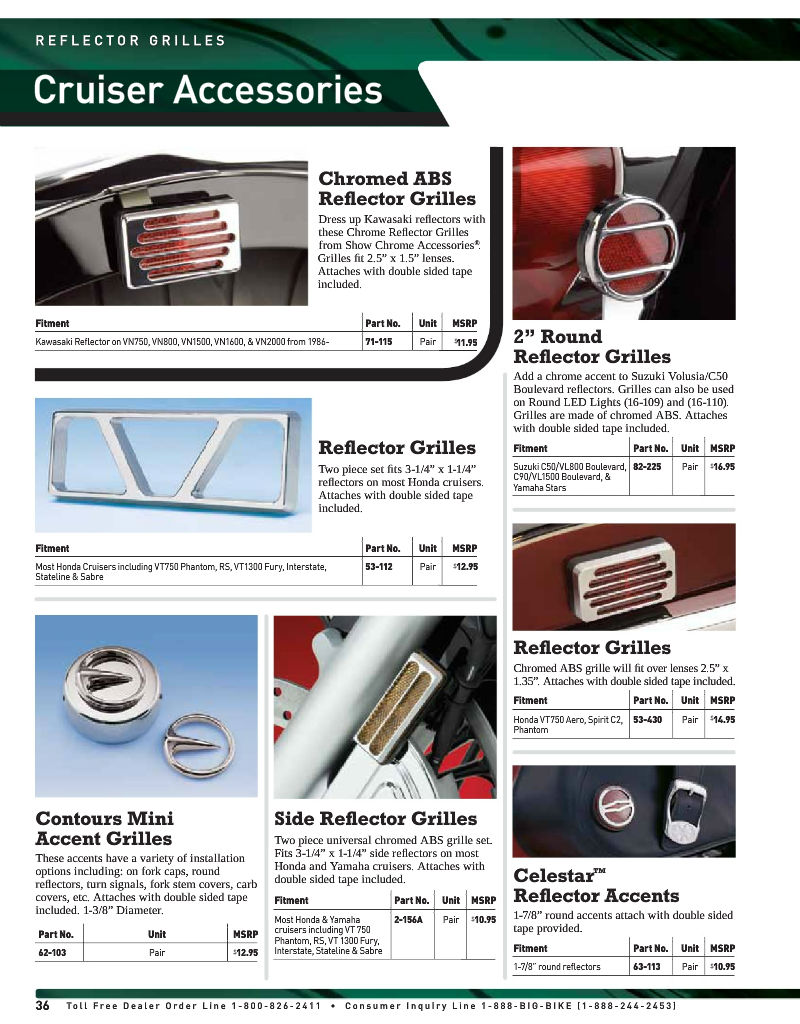 REFLECTOR GRILLES
Cruiser Accessories
Chromed ABS
Reflector Grilles
Dress up Kawasaki reflectors with
these Chrome Reflector Grilles
from Show Chrome Accessories®.
Grilles fit 2.5” x 1.5” lenses.
Attaches with double sided tape
included.
Fitment Part No. Unit MSRP
Kawasaki Reflector on VN750, VN800, VN1500, VN1600, & VN2000 from 1986- 71-115 Pair $11.95
Reflector Grilles
Two piece set fits 3-1/4” x 1-1/4”
reflectors on most Honda cruisers.
Attaches with double sided tape
included.
Fitment Part No. Unit MSRP
Most Honda Cruisers including VT750 Phantom, RS, VT1300 Fury, Interstate, 53-112 Pair $12.95
Stateline & Sabre
Contours Mini
Accent Grilles
These accents have a variety of installation
options including: on fork caps, round
reflectors, turn signals, fork stem covers, carb
covers, etc. Attaches with double sided tape
included. 1-3/8” Diameter.
Part No. Unit MSRP
62-103 Pair $12.95
Side Reflector Grilles
Two piece universal chromed ABS grille set.
Fits 3-1/4” x 1-1/4” side reflectors on most
Honda and Yamaha cruisers. Attaches with
double sided tape included.
Fitment Part No. Unit MSRP
Most Honda & Yamaha 2-156A Pair $10.95
cruisers including VT 750
Phantom, RS, VT 1300 Fury,
Interstate, Stateline & Sabre
2” Round
Reflector Grilles
Add a chrome accent to Suzuki Volusia/C50
Boulevard reflectors. Grilles can also be used
on Round LED Lights (16-109) and (16-110).
Grilles are made of chromed ABS. Attaches
with double sided tape included.
Fitment Part No. Unit MSRP
Suzuki C50/VL800 Boulevard, 82-225 Pair $16.95
C90/VL1500 Boulevard, &
Yamaha Stars
Reflector Grilles
Chromed ABS grille will fit over lenses 2.5” x
1.35”. Attaches with double sided tape included.
Fitment Part No. Unit MSRP
Honda VT750 Aero, Spirit C2, 53-430 Pair $14.95
Phantom
Celestar™
Reflector Accents
1-7/8” round accents attach with double sided
tape provided.
Fitment Part No. Unit MSRP
1-7/8” round reflectors 63-113 Pair $10.95
36 Toll Free Dealer Order Line 1-800-826-2411 • Consumer Inquiry Line 1-888-BIG-BIKE (1-888-244-2453)